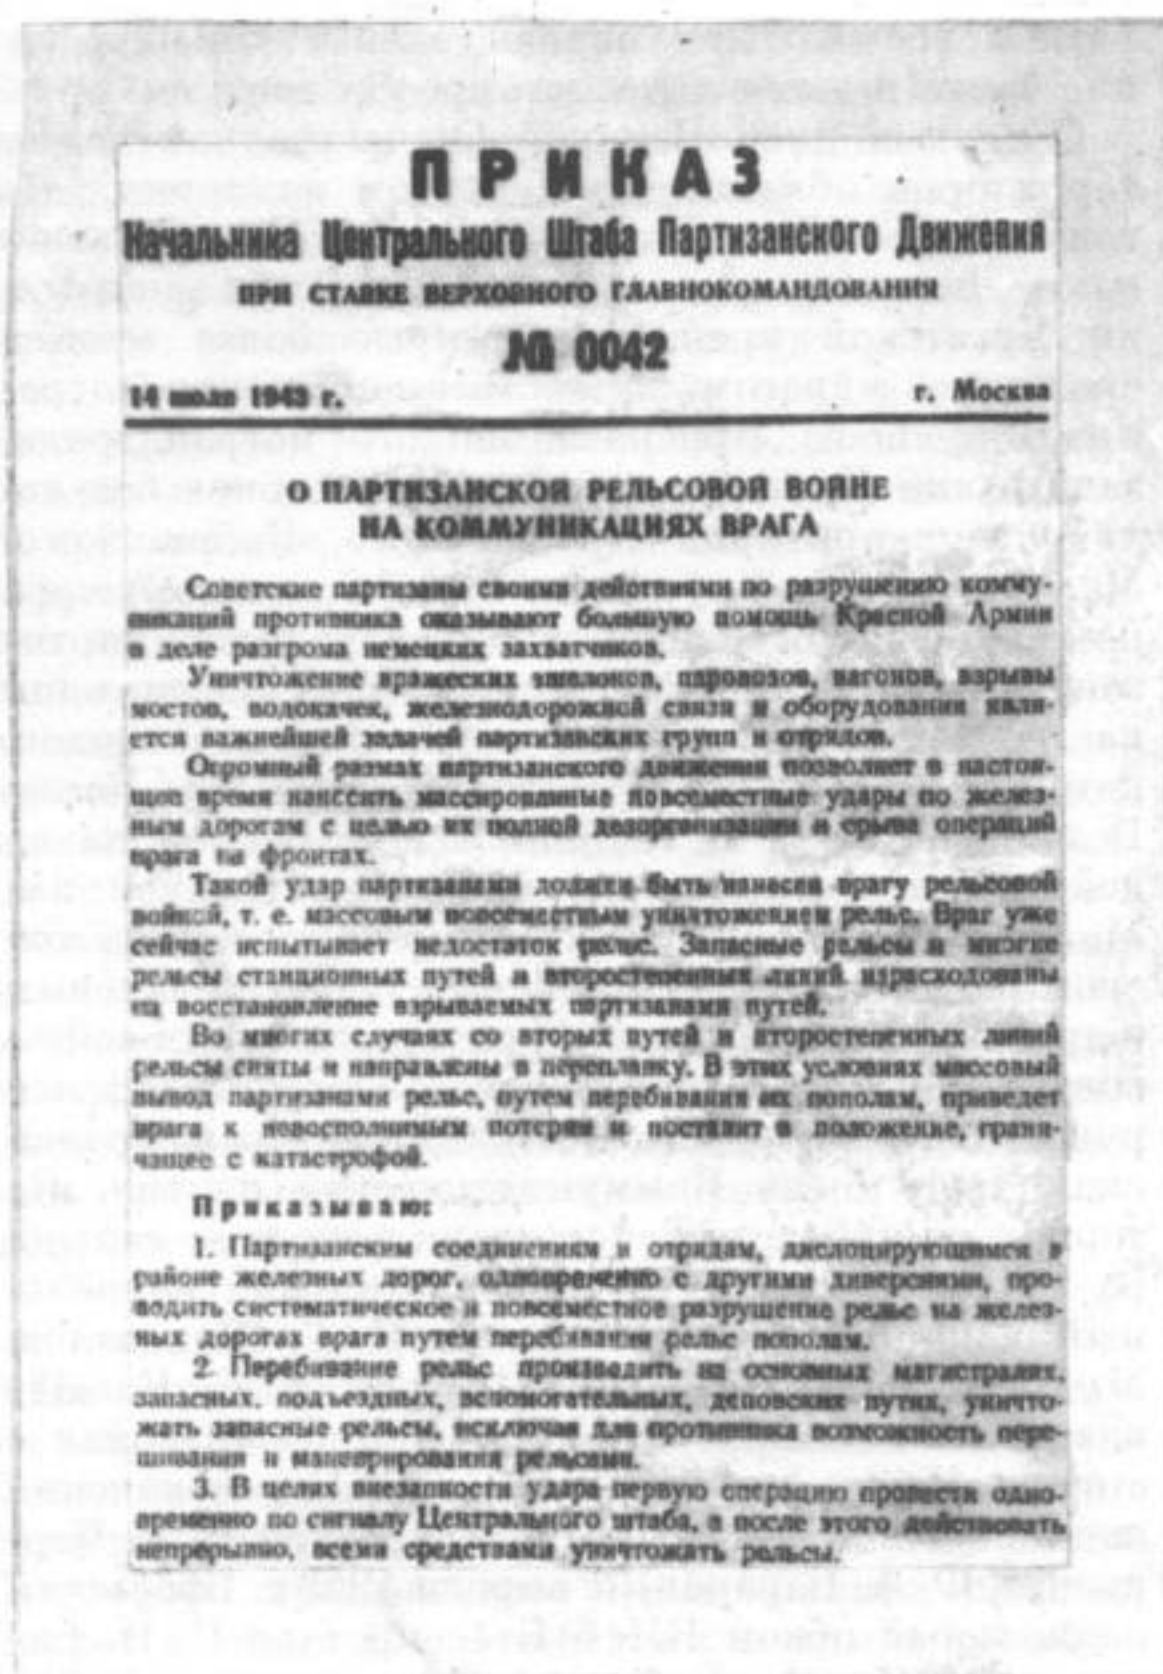 ПРИКАЗ
Начальника Центрального Штаба Партизанского Движения
ПРИ СТАВКЕ ВЕРХОВНОГО ГЛАВНОКОМАНДОВАНИЯ
№ 0042
14 июля 1943 г. г. Москва
О ПАРТИЗАНСКОЙ РЕЛЬСОВОЙ ВОЙНЕ
НА КОММУНИКАЦИЯХ ВРАГА
Советские партизаны своими действиями по разрушению комму-
никаций противника оказывают большую помощь Красной Армии
в деле разгрома немецких захватчиков.
Уничтожение вражеских эшелонов, паровозов, вагонов, взрывы
мостов, водокачек, железнодорожной связи и оборудования явля-
ется важнейшей задачей партизанских групп и отрядов.
Огромный размах партизанского движения позволяет в настоя-
щее время наносить массированные повсеместные удары по желез-
ным дорогам с целью их полной дезорганизации и срыва операций
врага на фронтах.
Такой удар партизанами должен быть нанесен врагу рельсовой
войной, т. е. массовым повсеместным уничтожением рельс. Враг уже
сейчас испытывает недостаток рельс. Запасные рельсы и многие
рельсы станционных путей и второстепенных линий израсходованы
на восстановление взрываемых партизанами путей.
Во многих случаях со вторых путей и второстепенных линий
рельсы сняты и направлены в переплавку. В этих условиях массовый
вывод партизанами рельс, путем перебивания их пополам, приведет
врага к невосполнимым потерям и поставит в положение, грани-
чащее с катастрофой.
Приказываю:
1. Партизанским соединениям и отрядам, дислоцирующимся в
районе железных дорог, одновременно с другими диверсиями, про-
водить систематическое и повсеместное разрушение рельс на желез-
ных дорогах врага путем перебивания рельс пополам.
2. Перебивание рельс производить на основных магистралях,
запасных, подъездных, вспомогательных, деповских путях, уничто-
жать запасные рельсы, исключая для противника возможность пере-
шивания и маневрирования рельсами.
3. В целях внезапности удара первую операцию провести одно-
временно по сигналу Центрального штаба, а после этого действовать
непрерывно, всеми средствами уничтожать рельсы.